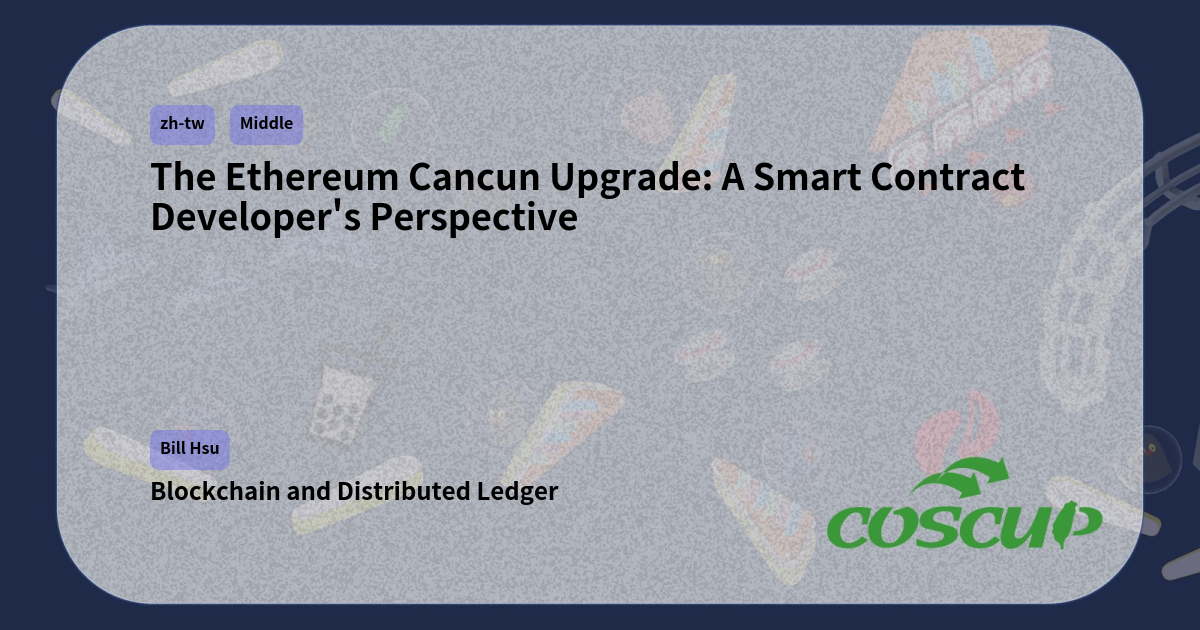 zh-tw Middle
The Ethereum Cancun Upgrade: A Smart Contract
Developer's Perspective
Bill Hsu
Blockchain and Distributed Ledger
COSCUP